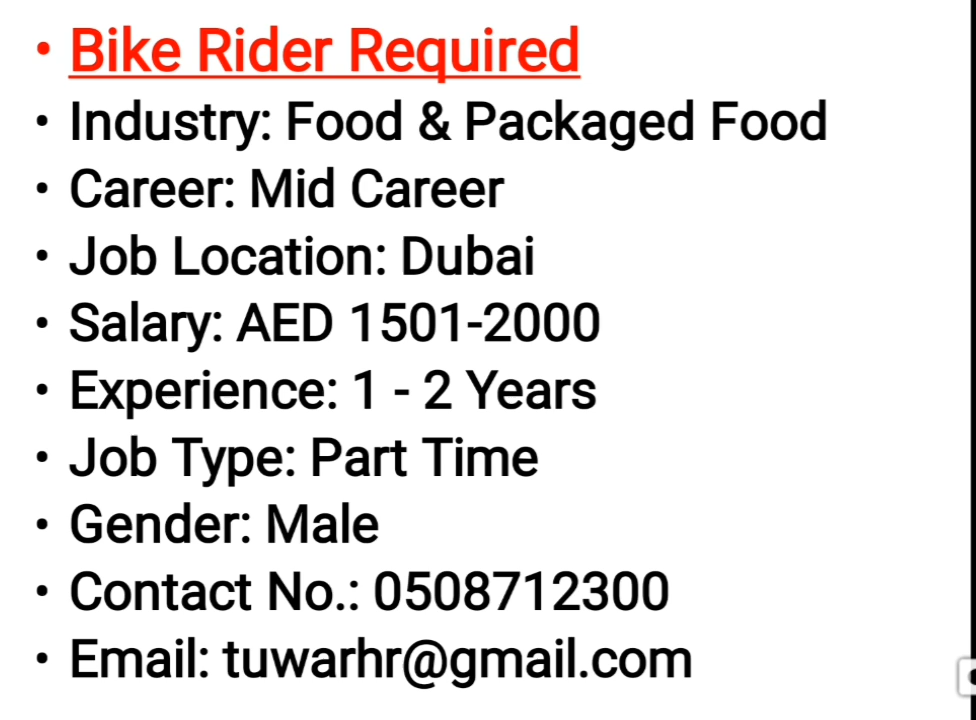 • Bike Rider Required
• Industry: Food & Packaged Food
• Career: Mid Career
• Job Location: Dubai
• Salary: AED 1501-2000
• Experience: 1 - 2 Years
• Job Type: Part Time
• Gender: Male
• Contact No.: 0508712300
• Email: tuwarhr@gmail.com